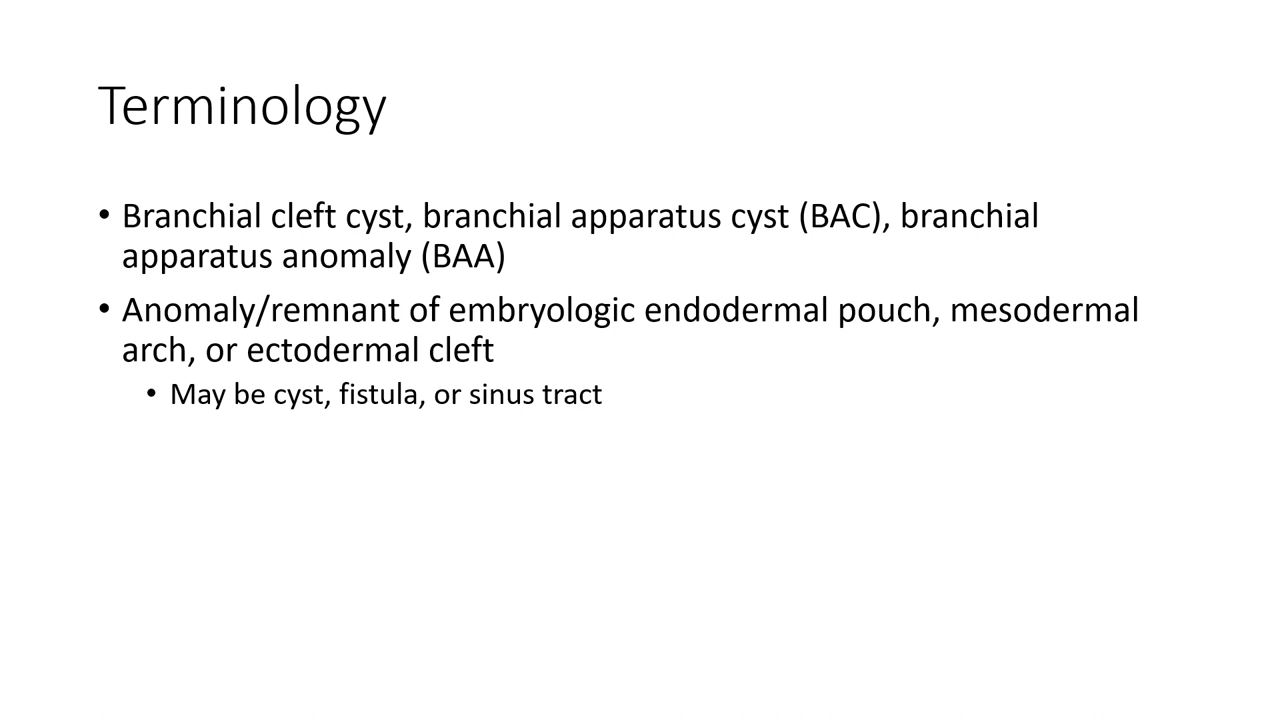 Terminology
• Branchial cleft cyst, branchial apparatus cyst (BAC), branchial
apparatus anomaly (BAA)
• Anomaly/remnant of embryologic endodermal pouch, mesodermal
arch, or ectodermal cleft
• May be cyst, fistula, or sinus tract